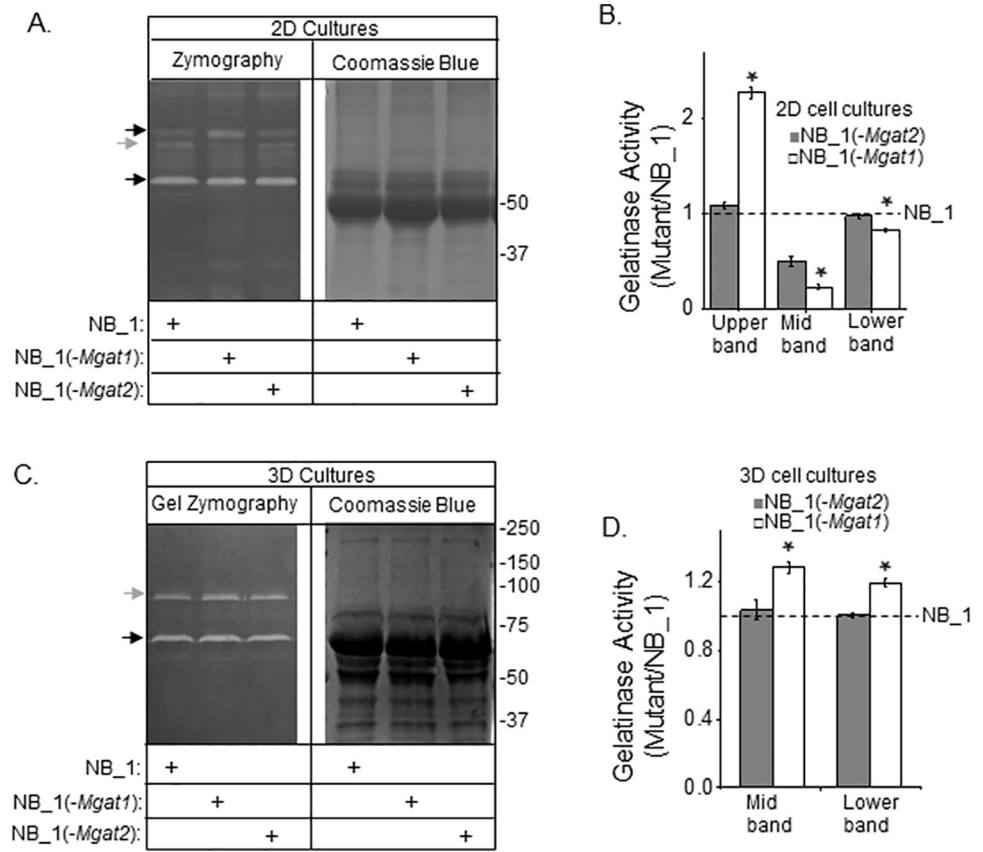 A.
2D Cultures
Zymography
Coomassie Blue
-50
-37
NB_1:
+
NB_1(-Mgat1):
+
+
NB_1(-Mgat2):
+
+
+
B.
Gelatinase Activity
(Mutant/NB_1)
2
1
0
*
*
*
2D cell cultures
NB_1(-Mgat2)
NB_1(-Mgat1)
NB_1
Upper
band
Mid
band
Lower
band
C.
3D Cultures
Gel Zymography
Coomassie Blue
-250
-150
-100
-75
-50
-37
NB_1:
+
+
NB_1(-Mgat1):
+
+
NB_1(-Mgat2):
+
+
D.
3D cell cultures
NB_1(-Mgat2)
NB_1(-Mgat1)
Gelatinase Activity
(Mutant/NB_1)
1.2
0.8
0.4
0.0
*
*
NB_1
Mid
band
Lower
band